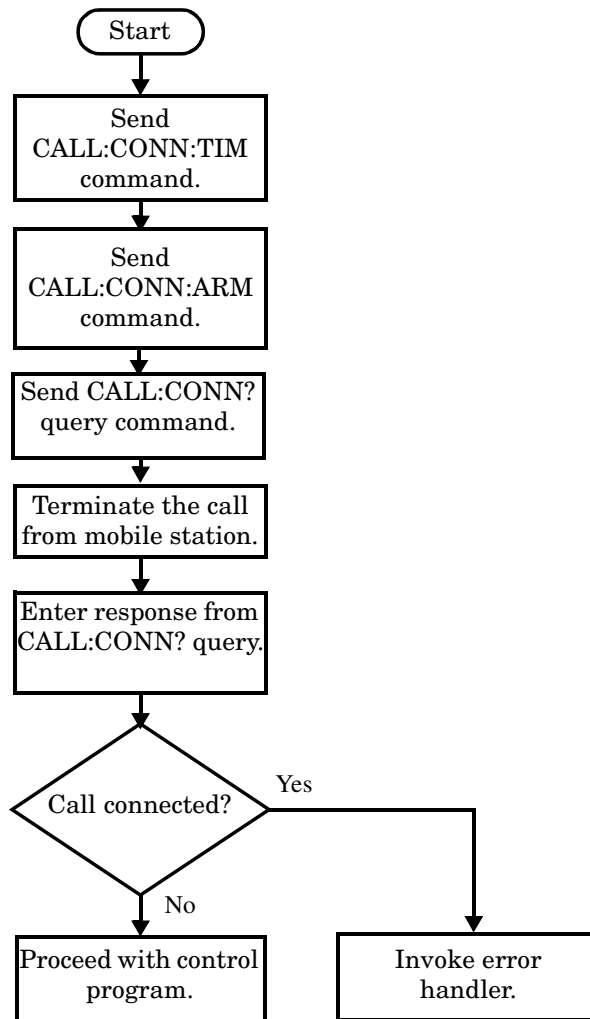 Start
Send
CALL:CONN:TIM
command.
Send
CALL:CONN:ARM
command.
Send CALL:CONN?
query command.
Terminate the call
from mobile station.
Enter response from
CALL:CONN? query.
Call connected?
Yes
No
Proceed with control
program.
Invoke error
handler.